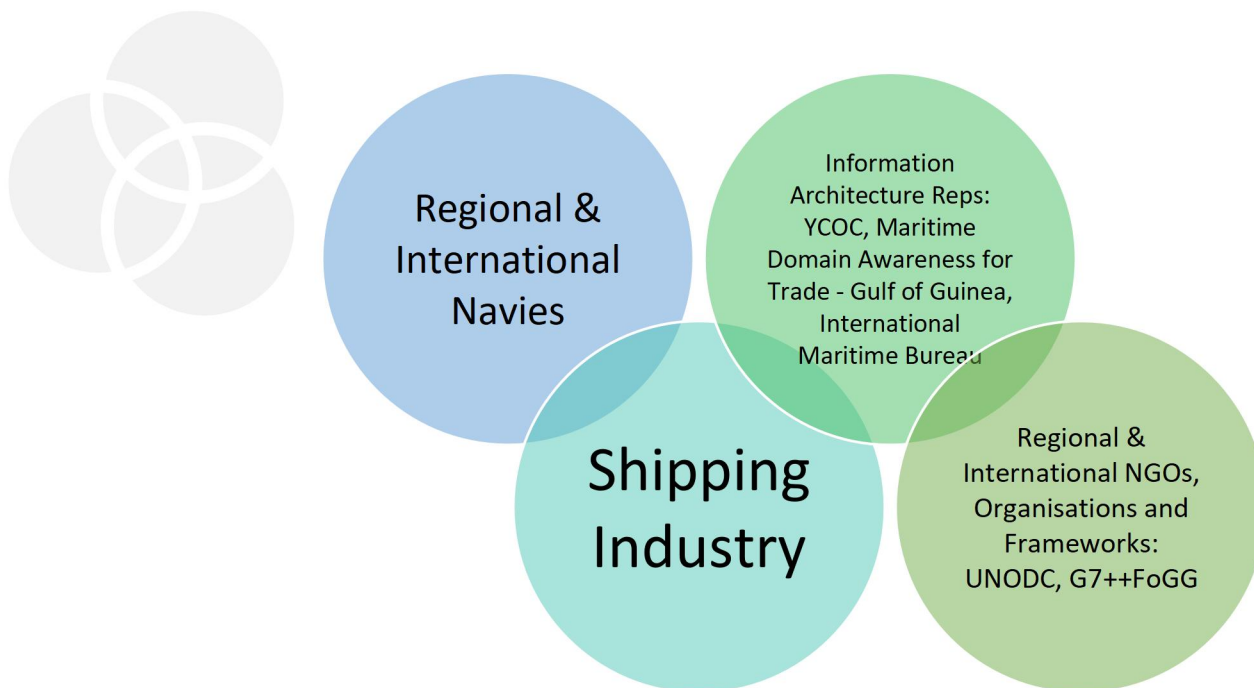 Regional &
International
Navies
Information
Architecture Reps:
YCOC, Maritime
Domain Awareness for
Trade - Gulf of Guinea,
International
Maritime Bureau
Shipping
Industry
Regional &
International NGOs,
Organisations and
Frameworks:
UNODC, G7++FoGG